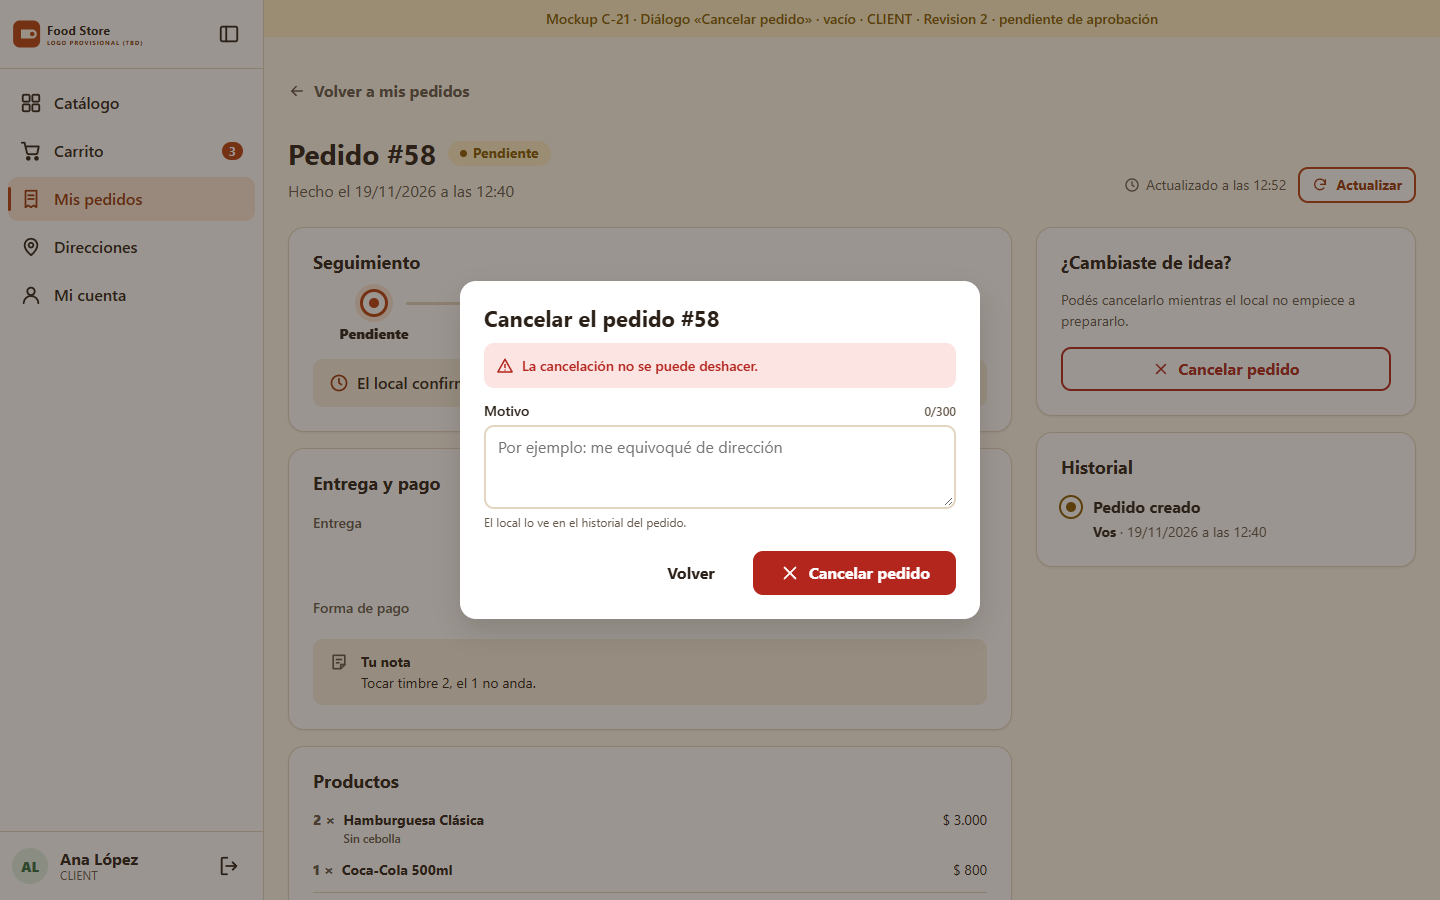 Food Store
LOGO PROVISIONAL (TBD)
Catálogo
Carrito
3
Mis pedidos
Direcciones
Mi cuenta
AL
Ana López
CLIENT
Mockup C-21 · Diálogo «Cancelar pedido» · vacío · CLIENT · Revision 2 · pendiente de aprobación
Volver a mis pedidos
Pedido #58
Pendiente
Hecho el 19/11/2026 a las 12:40
Actualizado a las 12:52
Actualizar
Seguimiento
Pendiente
El local confir
Entrega y pago
Entrega
Forma de pago
Tu nota
Tocar timbre 2, el 1 no anda.
Productos
2 × Hamburguesa Clásica $ 3.000
Sin cebolla
1 × Coca-Cola 500ml $ 800
¿Cambiaste de idea?
Podés cancelarlo mientras el local no empiece a
prepararlo.
Cancelar pedido
Historial
Pedido creado
Vos · 19/11/2026 a las 12:40
Cancelar el pedido #58
La cancelación no se puede deshacer.
Motivo
0/300
Por ejemplo: me equivoqué de dirección
El local lo ve en el historial del pedido.
Volver
Cancelar pedido